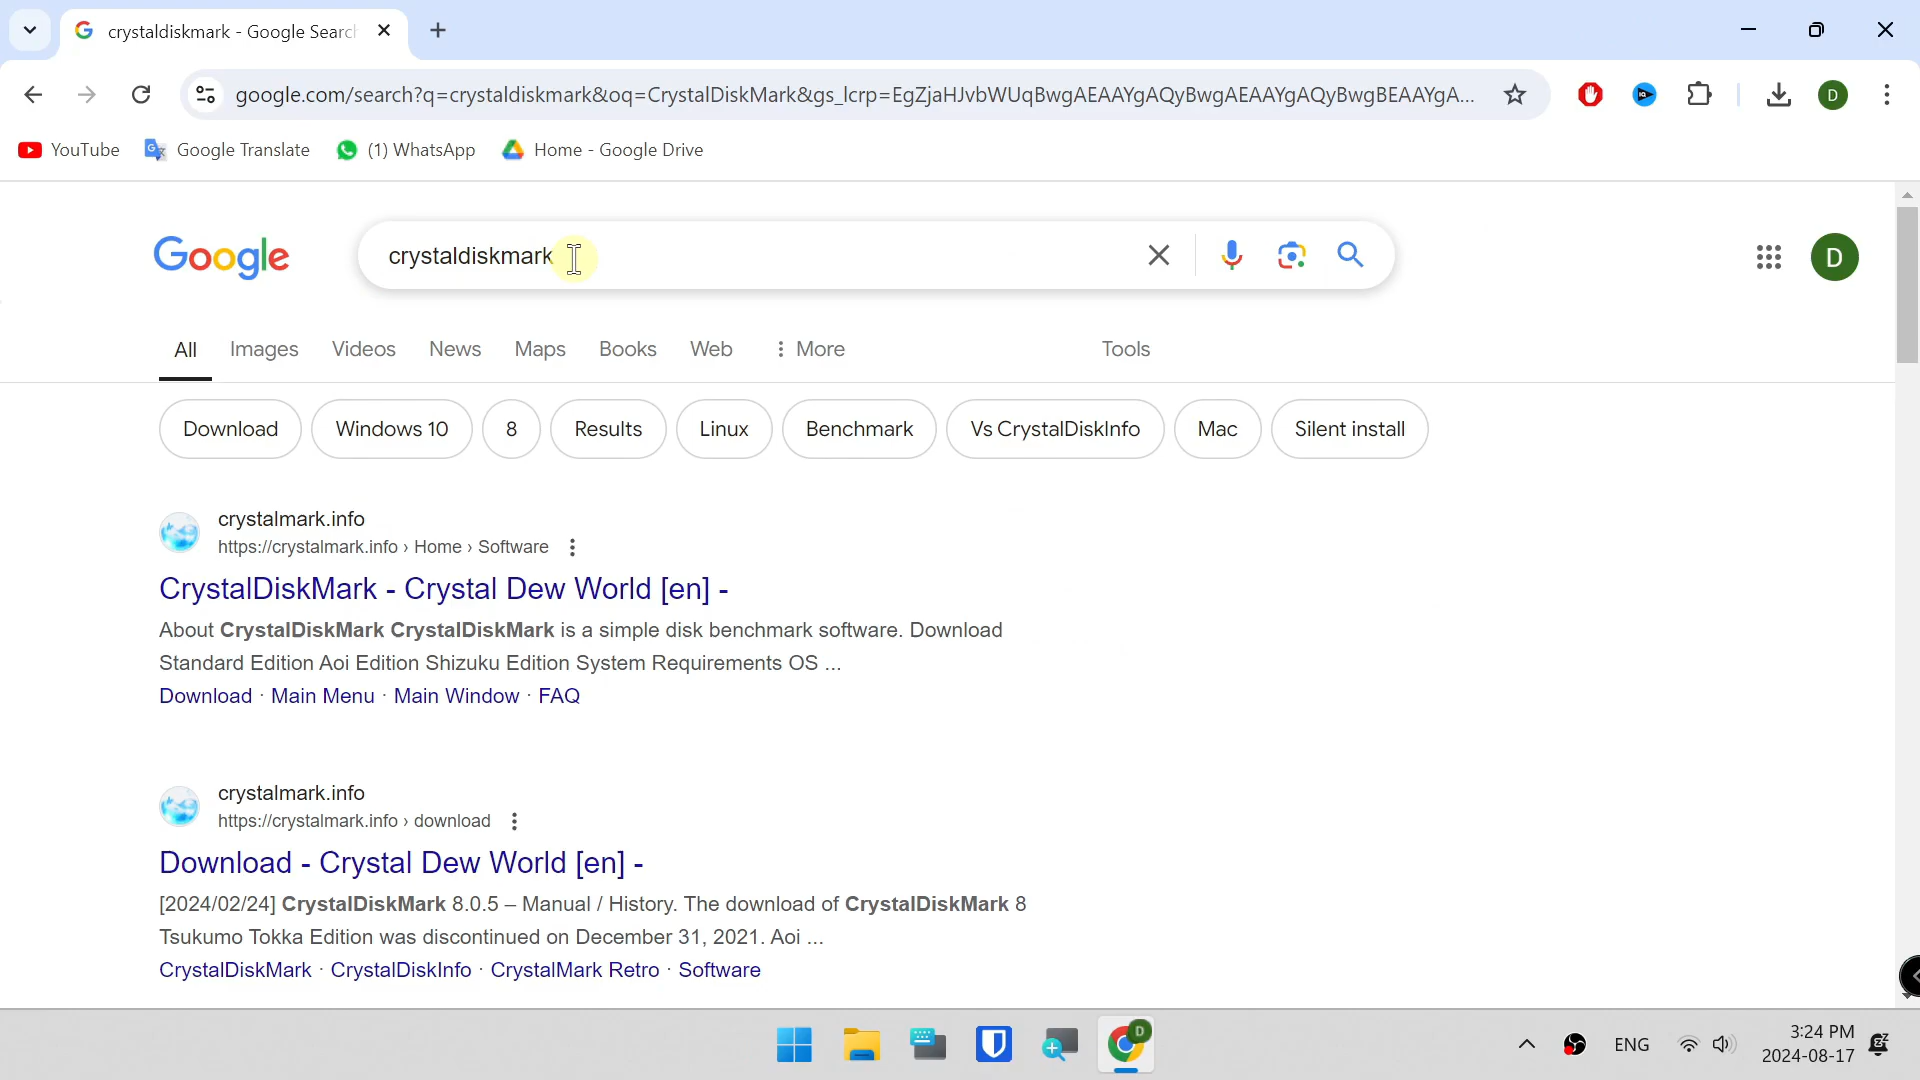 crystaldiskmark - Google Search
google.com/search?q=crystaldiskmark&oq=CrystalDiskMark&gs_lcrp=EgZjaHJvbWUqBwgAEAAYgAQyBwgAEAAYgAQyBwgBEAAYgA...
D
YouTube
Google Translate
(1) WhatsApp
Home - Google Drive
Google
crystaldiskmark
D
All Images Videos News Maps Books Web More Tools
Download Windows 10 8 Results Linux Benchmark Vs CrystalDiskInfo Mac Silent install
crystalmark.info
https://crystalmark.info › Home › Software
CrystalDiskMark - Crystal Dew World [en] -
About CrystalDiskMark CrystalDiskMark is a simple disk benchmark software. Download
Standard Edition Aoi Edition Shizuku Edition System Requirements OS ...
Download · Main Menu · Main Window · FAQ
crystalmark.info
https://crystalmark.info › download
Download - Crystal Dew World [en] -
[2024/02/24] CrystalDiskMark 8.0.5 – Manual / History. The download of CrystalDiskMark 8
Tsukumo Tokka Edition was discontinued on December 31, 2021. Aoi ...
CrystalDiskMark · CrystalDiskInfo · CrystalMark Retro · Software
D
ENG
3:24 PM
2024-08-17